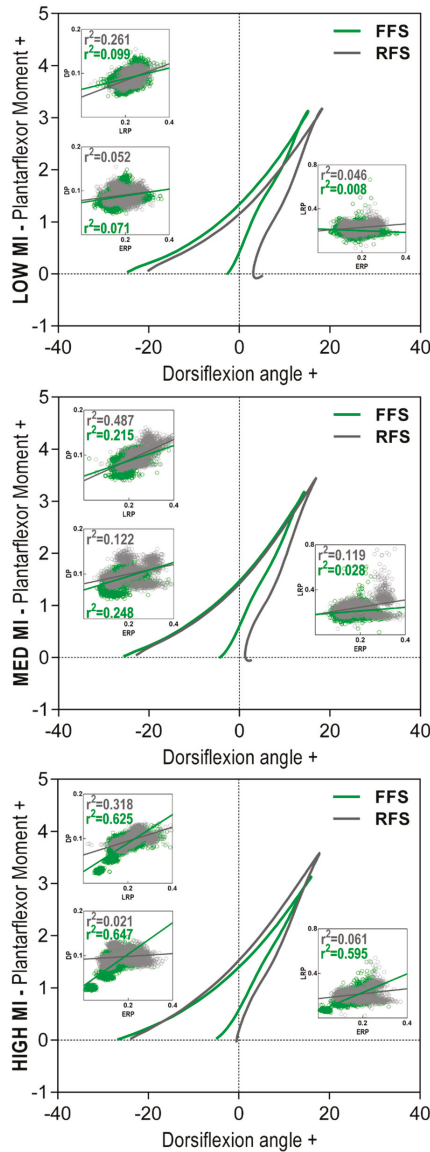 LOW MI - Plantarflexor Moment +
5
4
3
2
1
0
-1
FFS
RFS
0.2
0.1
DP
r²=0.261
r²=0.099
0.2
0.4
LRP
0.2
0.1
DP
r²=0.052
r²=0.071
0.2
0.4
ERP
0.8
0.4
LRP
r²=0.046
r²=0.008
0.2
0.4
ERP
-40
-20
0
20
40
Dorsiflexion angle +
MED MI - Plantarflexor Moment +
5
4
3
2
1
0
-1
FFS
RFS
0.2
0.1
DP
r²=0.487
r²=0.215
0.2
0.4
LRP
0.2
0.1
DP
r²=0.122
r²=0.248
0.2
0.4
ERP
0.8
0.4
LRP
r²=0.119
r²=0.028
0.2
0.4
ERP
-40
-20
0
20
40
Dorsiflexion angle +
HIGH MI - Plantarflexor Moment +
5
4
3
2
1
0
-1
FFS
RFS
0.2
0.1
DP
r²=0.318
r²=0.625
0.2
0.4
LRP
0.2
0.1
DP
r²=0.021
r²=0.647
0.2
0.4
ERP
0.8
0.4
LRP
r²=0.061
r²=0.595
0.2
0.4
ERP
-40
-20
0
20
40
Dorsiflexion angle +